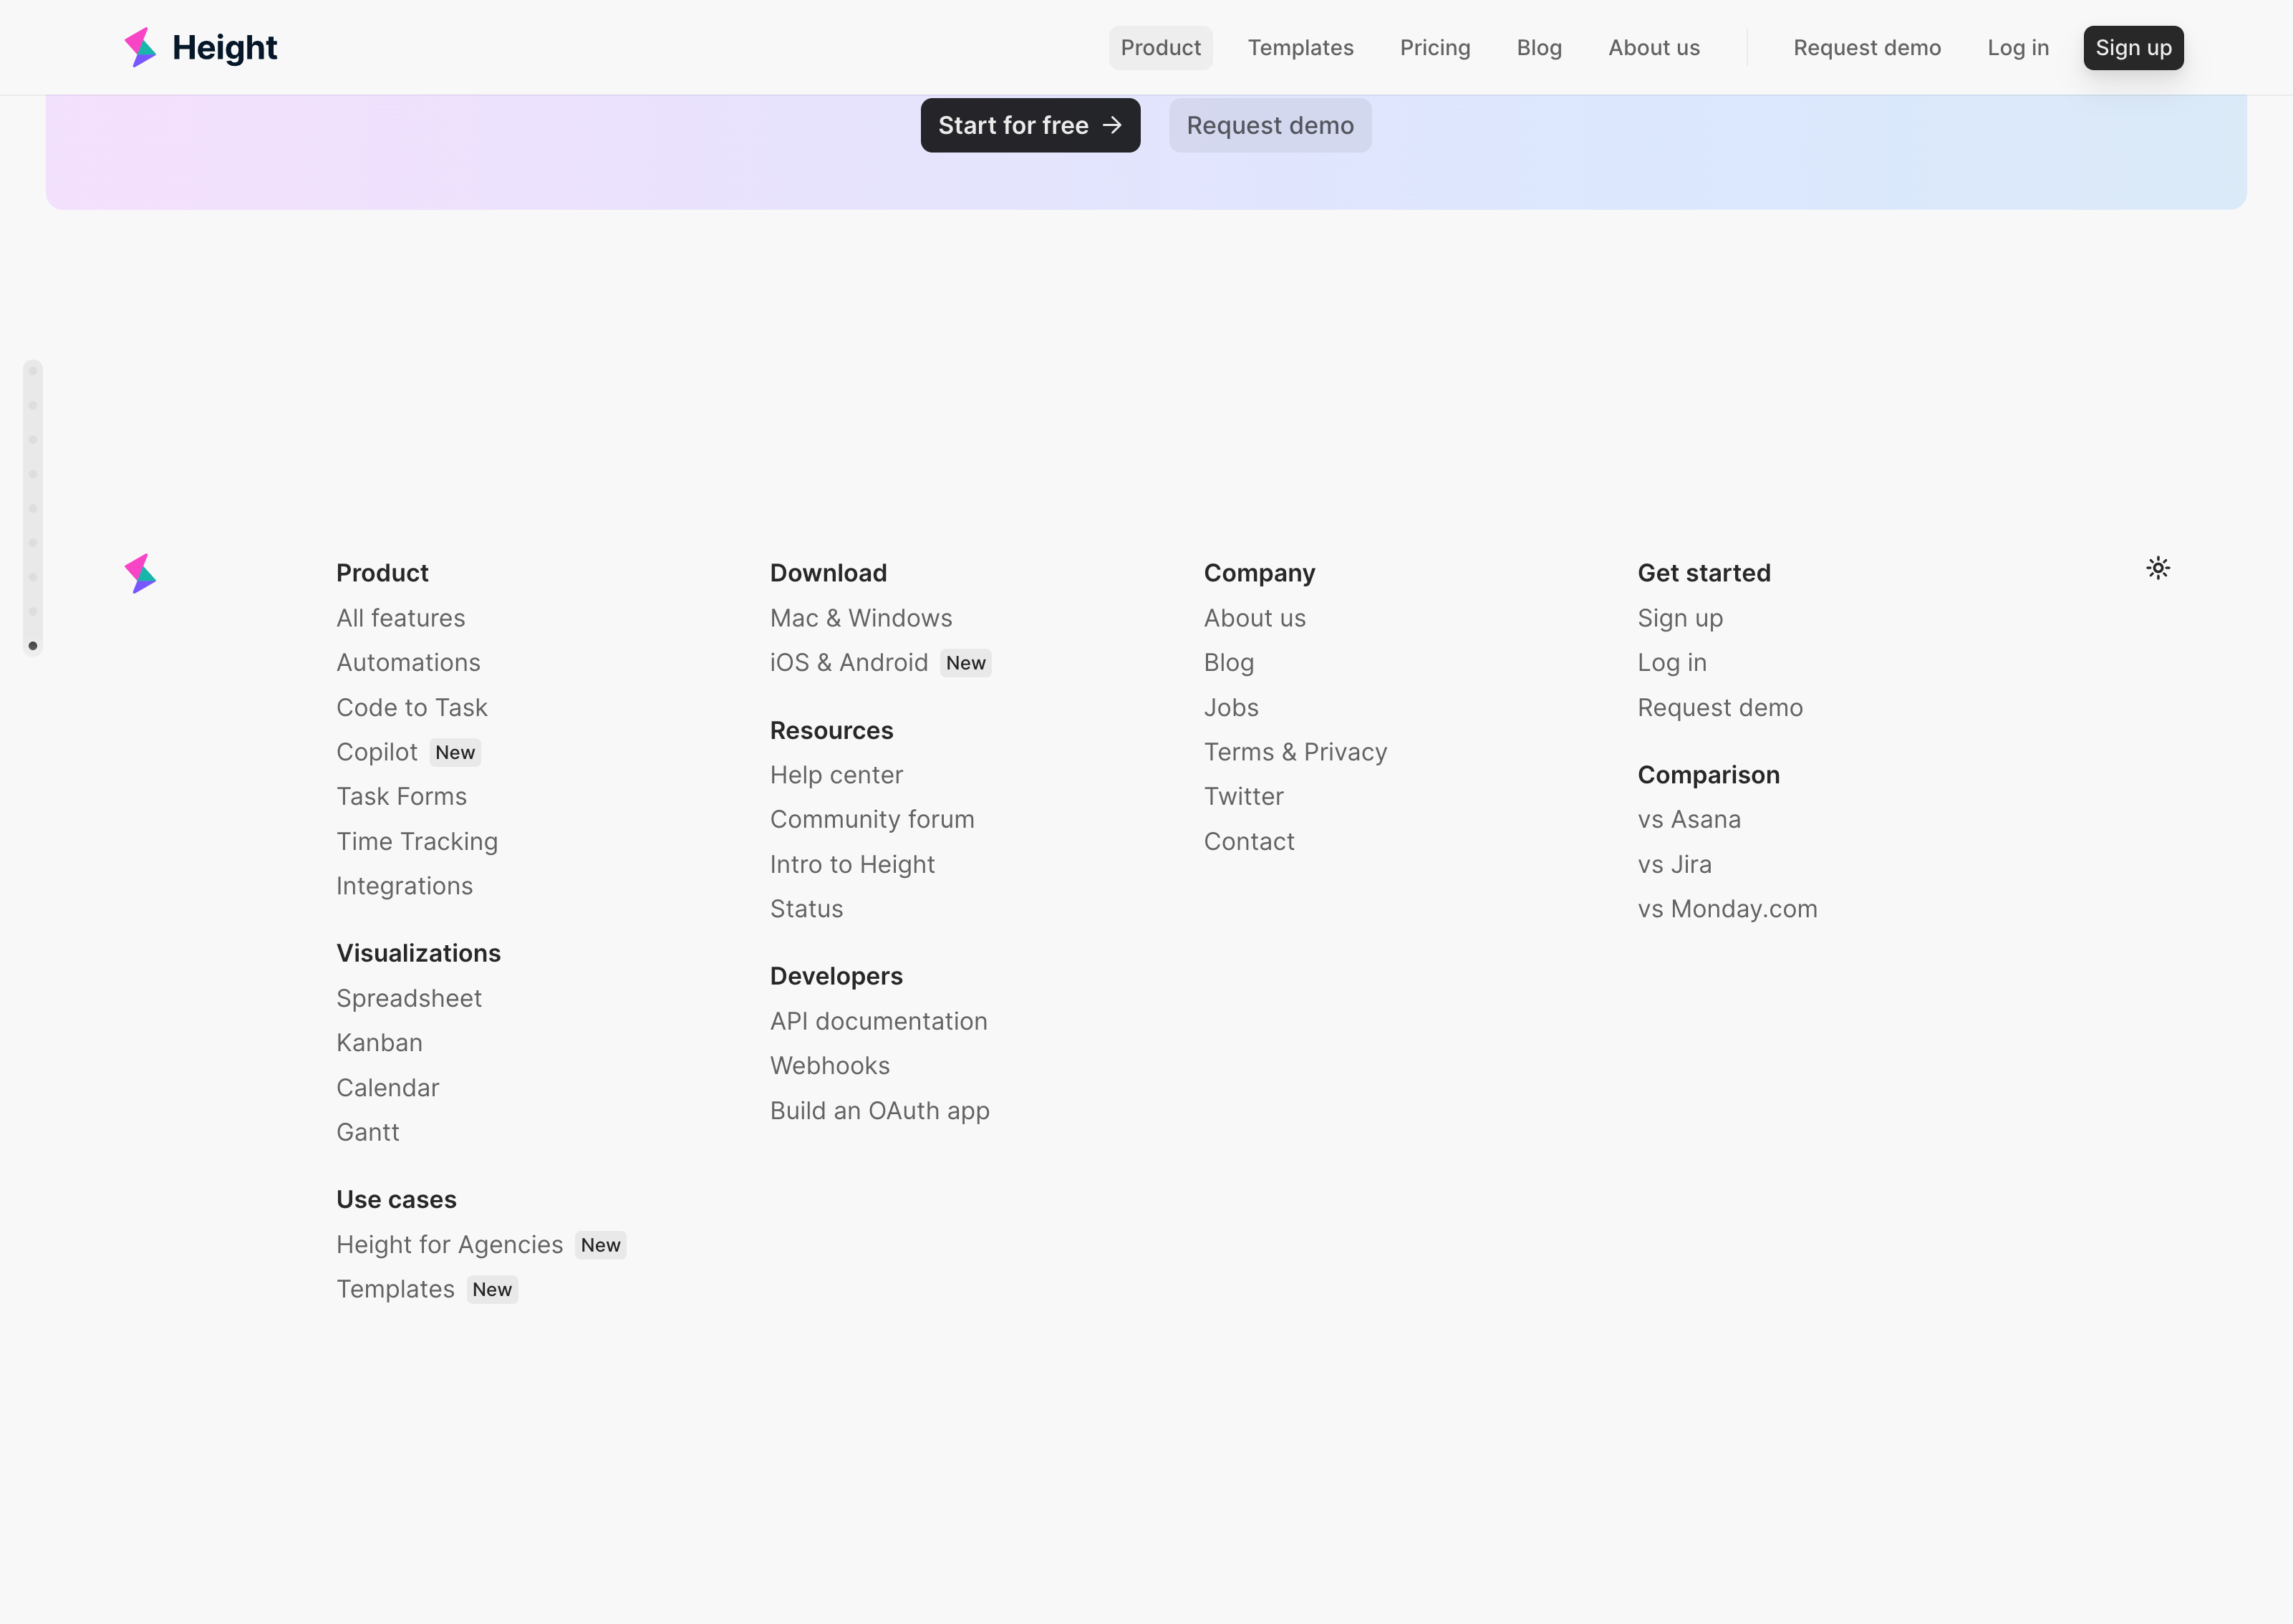 Height
Product
Templates
Pricing
Blog
About us
Request demo
Log in
Sign up
Start for free →
Request demo
Product
All features
Automations
Code to Task
Copilot New
Task Forms
Time Tracking
Integrations
Visualizations
Spreadsheet
Kanban
Calendar
Gantt
Use cases
Height for Agencies New
Templates New
Download
Mac & Windows
iOS & Android New
Resources
Help center
Community forum
Intro to Height
Status
Developers
API documentation
Webhooks
Build an OAuth app
Company
About us
Blog
Jobs
Terms & Privacy
Twitter
Contact
Get started
Sign up
Log in
Request demo
Comparison
vs Asana
vs Jira
vs Monday.com